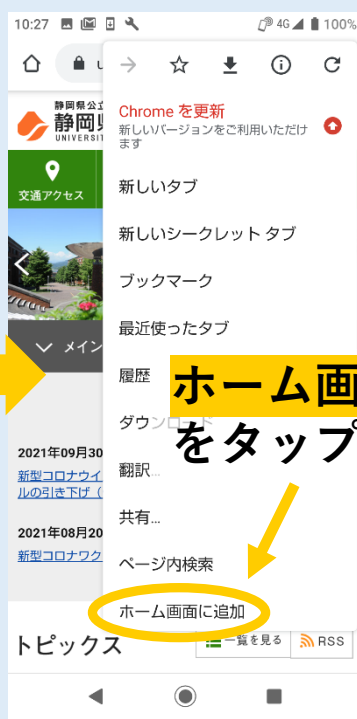 10:27
4G
100%
静岡県公立
静岡県
UNIVERSIT
交通アクセス
メイン
2021年09月30
新型コロナウイ
ルの引き下げ（
2021年08月20
新型コロナワク
トピックス
一覧を見る
RSS
Chrome を更新
新しいバージョンをご利用いただけ
ます
新しいタブ
新しいシークレット タブ
ブックマーク
最近使ったタブ
履歴
ダウンロード
翻訳...
共有...
ページ内検索
ホーム画面に追加
ホーム画
をタップ